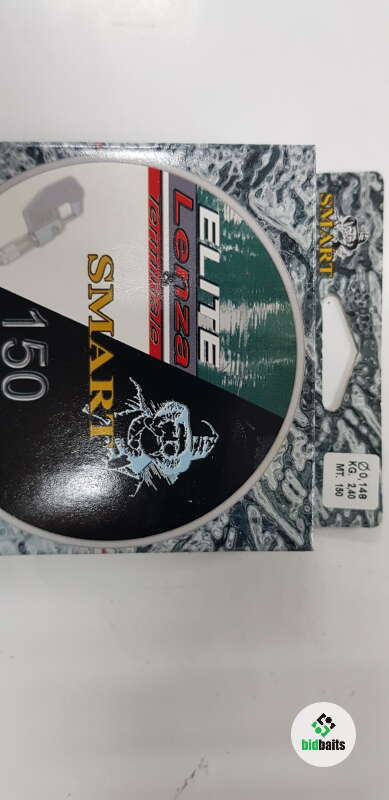 ELITE
Lenza
Terminale
SMART
150
SMART
Ø 0,148
KG 2,40
MT. 150
bidbaits